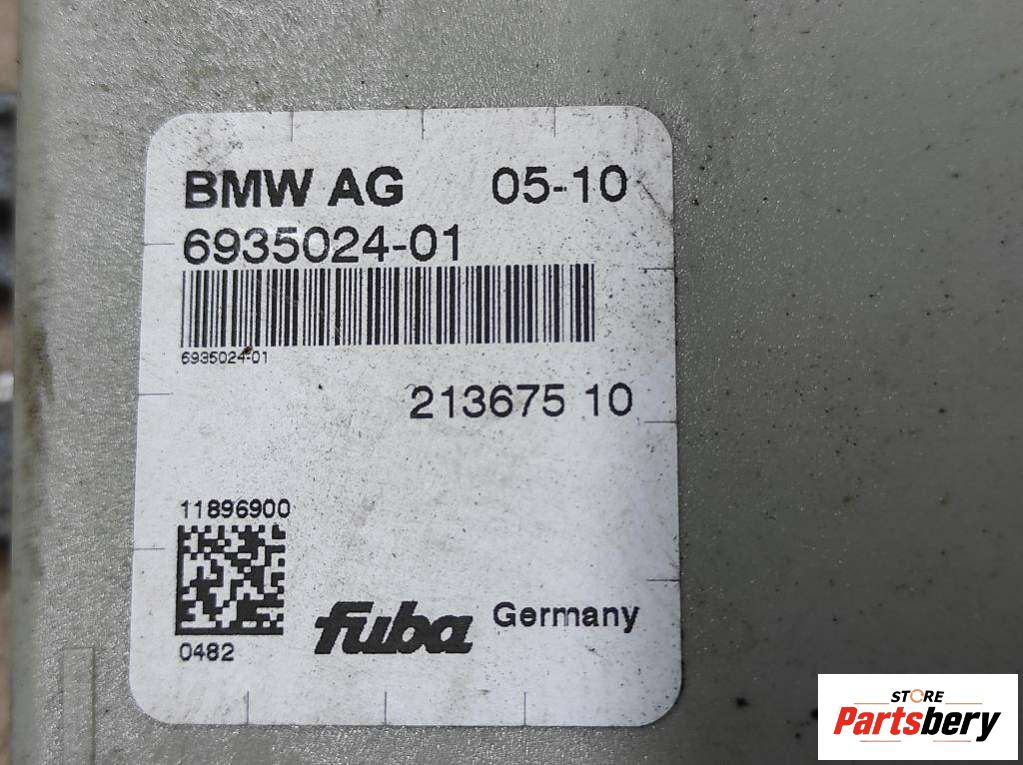 BMW AG 05-10
6935024-01
6935024-01
213675 10
11896900
0482
fuba Germany
STORE
Partsbery